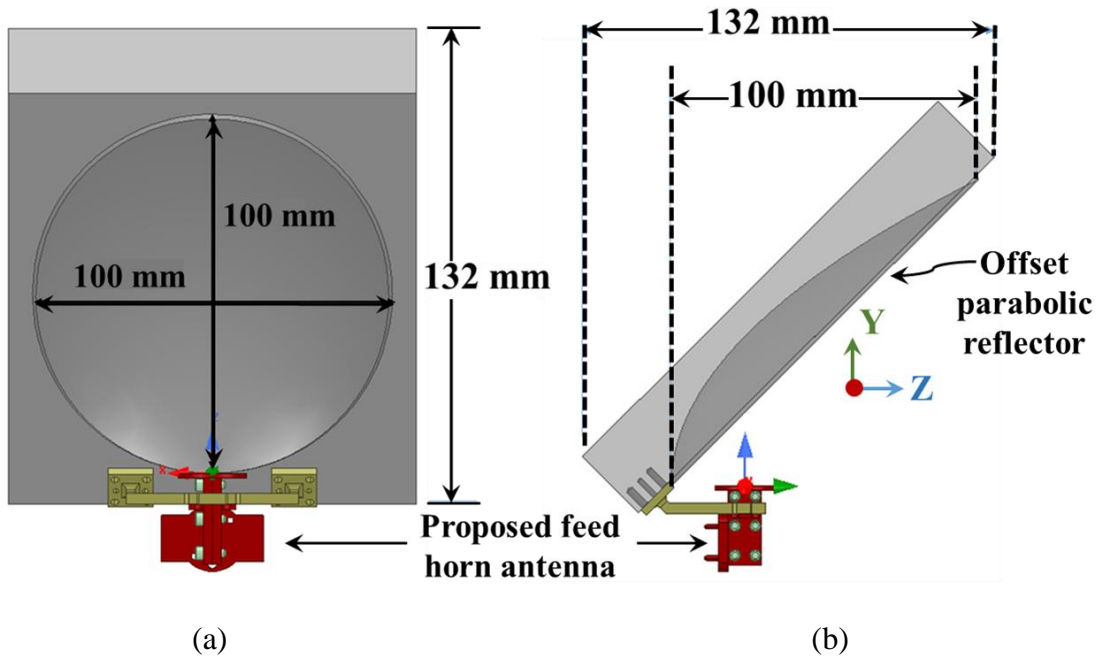 132 mm
100 mm
100 mm
100 mm
132 mm
Offset
parabolic
reflector
Y
Z
x
z
Proposed feed
horn antenna
(a)
(b)